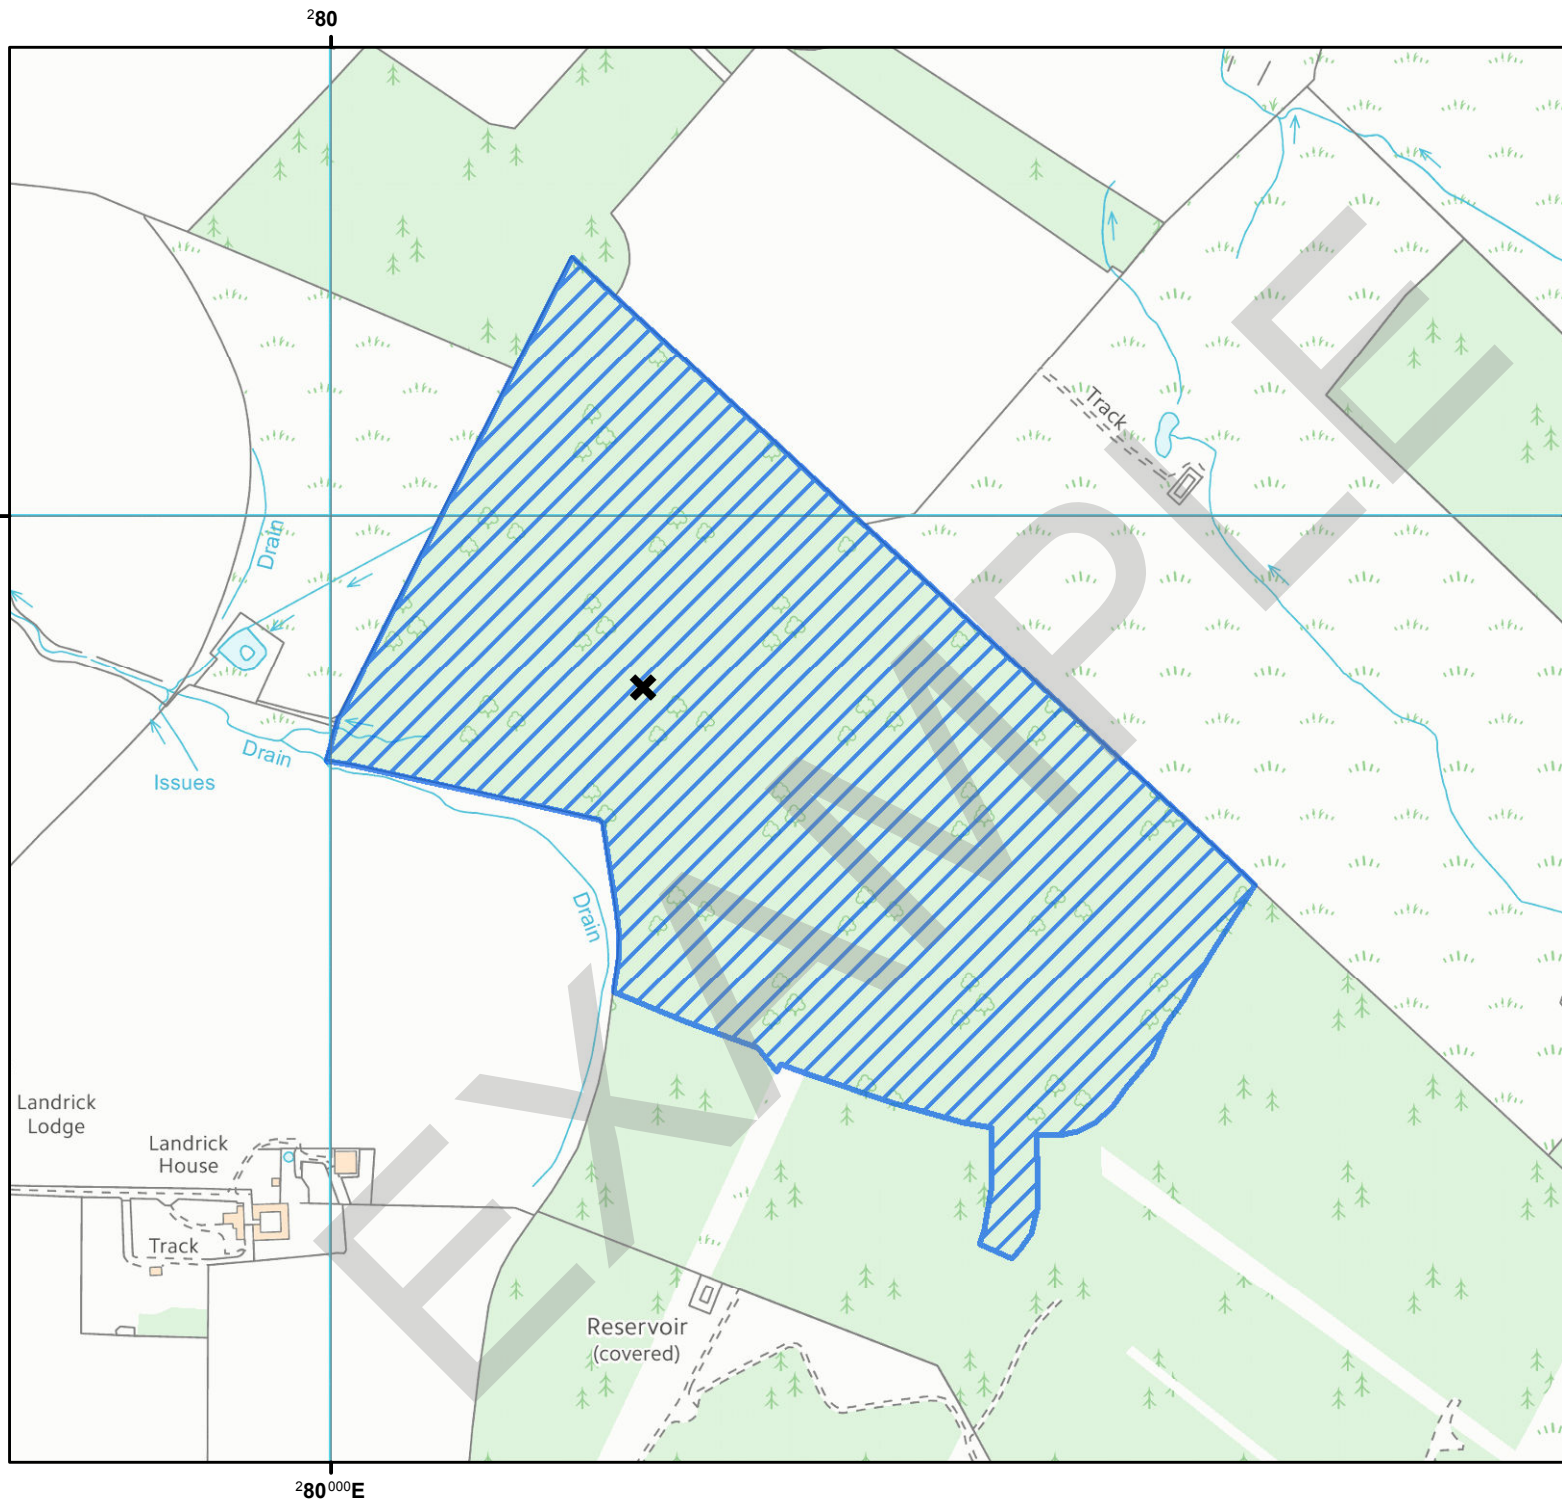 ²80
Track
Drain
Drain
Issues
Drain
EXAMPLE
Landrick
Lodge
Landrick
House
Track
Reservoir
(covered)
²80⁰⁰⁰E